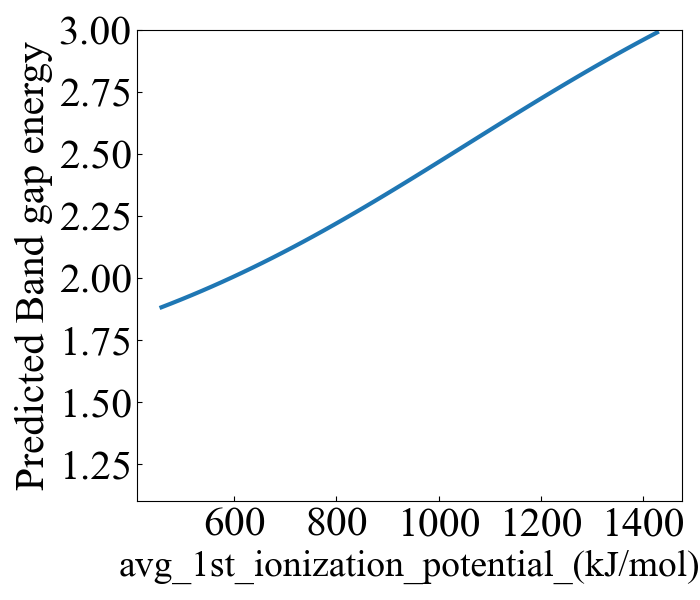 Predicted Band gap energy
3.00
2.75
2.50
2.25
2.00
1.75
1.50
1.25
600 800 1000 1200 1400
avg_1st_ionization_potential_(kJ/mol)